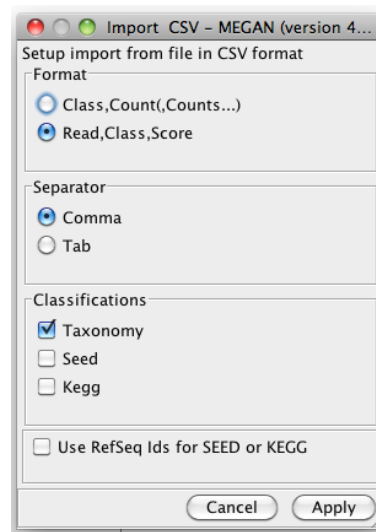 Import CSV – MEGAN (version 4...
Setup import from file in CSV format
Format
Class,Count(,Counts...)
Read,Class,Score
Separator
Comma
Tab
Classifications
Taxonomy
Seed
Kegg
Use RefSeq Ids for SEED or KEGG
Cancel Apply